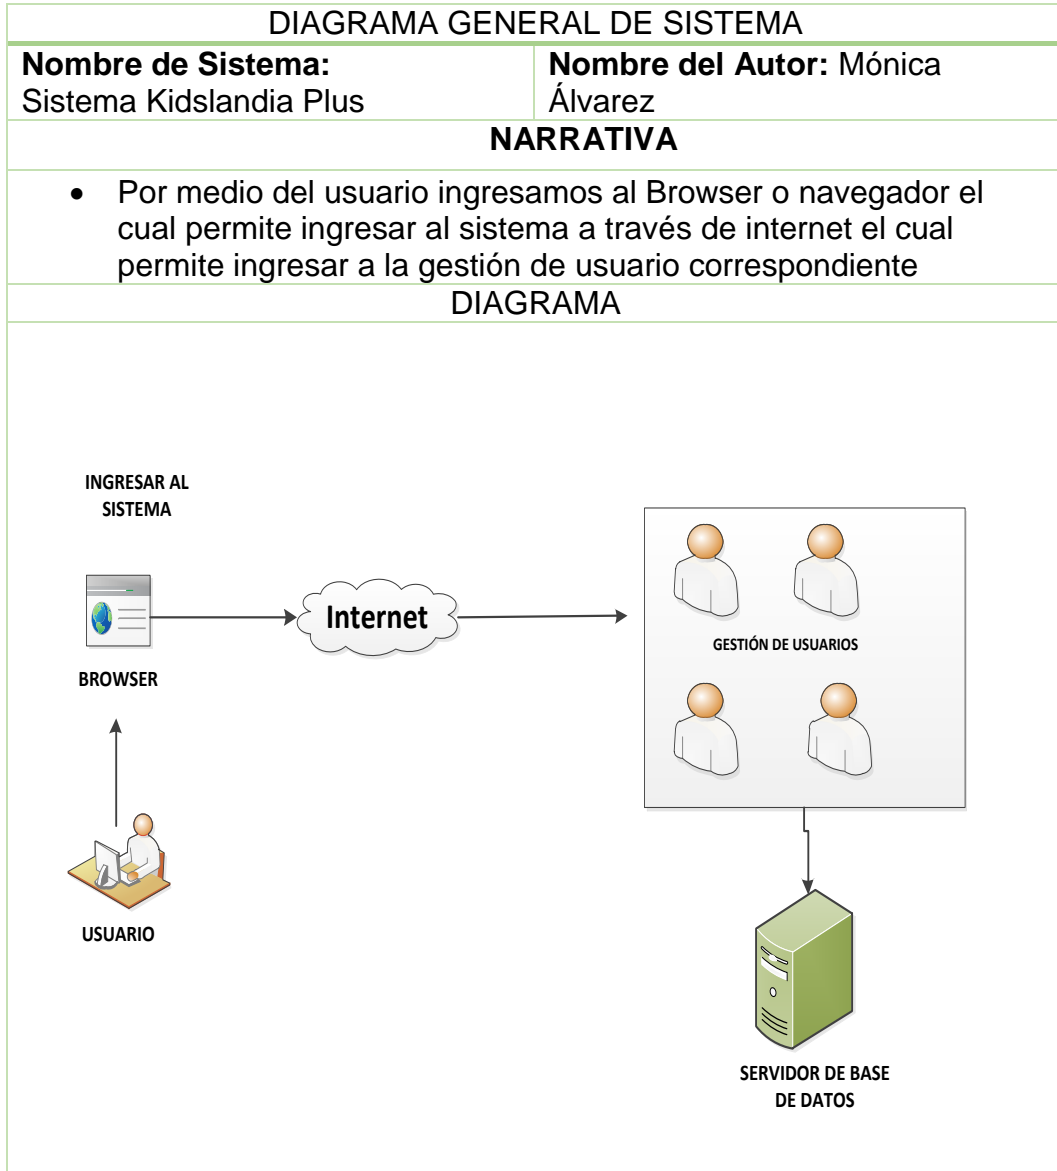 DIAGRAMA GENERAL DE SISTEMA
Nombre de Sistema:
Sistema Kidslandia Plus
Nombre del Autor: Mónica
Álvarez
NARRATIVA
• Por medio del usuario ingresamos al Browser o navegador el
cual permite ingresar al sistema a través de internet el cual
permite ingresar a la gestión de usuario correspondiente
DIAGRAMA
INGRESAR AL
SISTEMA
BROWSER
Internet
GESTIÓN DE USUARIOS
USUARIO
SERVIDOR DE BASE
DE DATOS